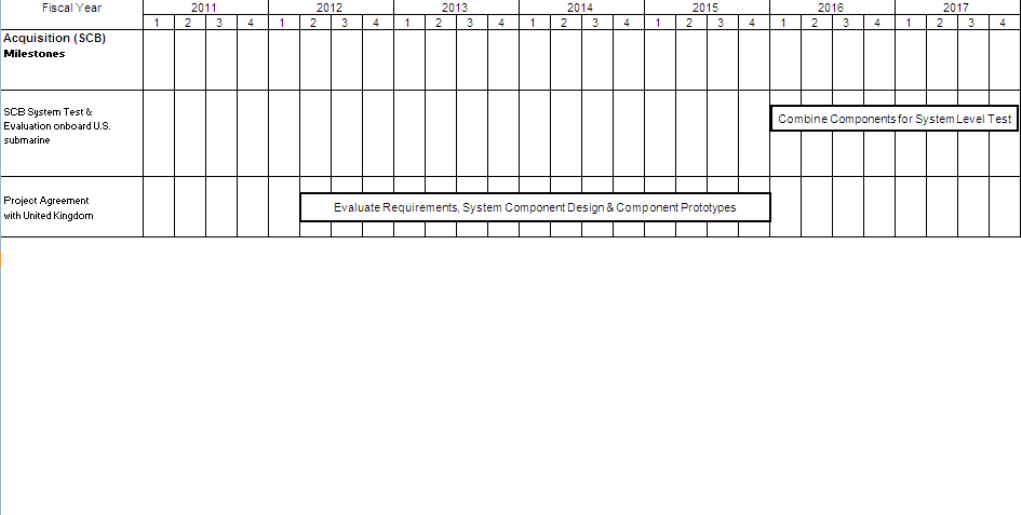 Fiscal Year 2011 2012 2013 2014 2015 2016 2017
1 2 3 4 1 2 3 4 1 2 3 4 1 2 3 4 1 2 3 4 1 2 3 4 1 2 3 4
Acquisition (SCB)
Milestones
SCB System Test &
Evaluation onboard U.S.
submarine
Combine Components for System Level Test
Project Agreement
with United Kingdom
Evaluate Requirements, System Component Design & Component Prototypes